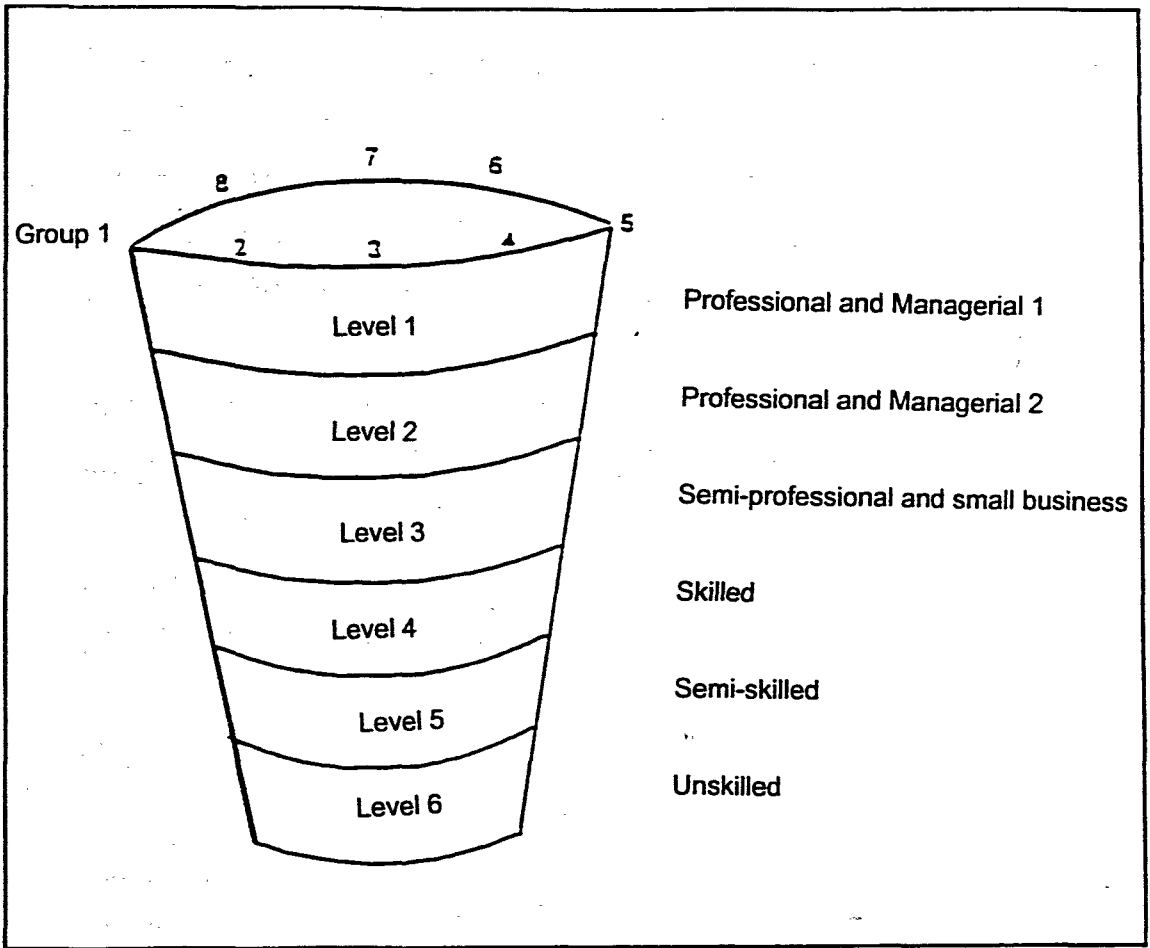 7
8
6
Group 1
5
2
3
4
Level 1
Professional and Managerial 1
Level 2
Professional and Managerial 2
Level 3
Semi-professional and small business
Level 4
Skilled
Level 5
Semi-skilled
Level 6
Unskilled